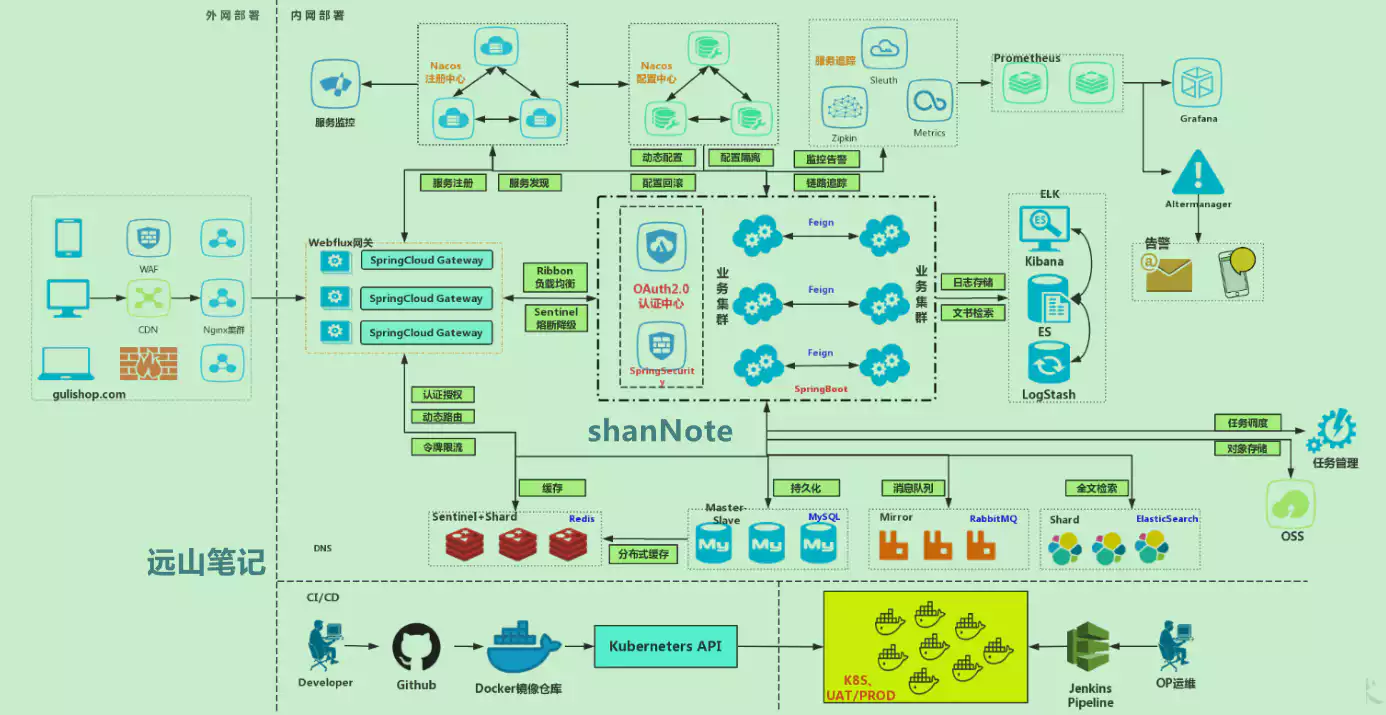 外网部署
内网部署
Nacos
注册中心
服务监控
Nacos
配置中心
服务追踪
Sleuth
Zipkin
Metrics
Prometheus
Grafana
Altermanager
告警
@
动态配置
配置隔离
监控告警
服务注册
服务发现
配置回滚
链路追踪
WAF
CDN
Nginx集群
gulishop.com
Webflux网关
SpringCloud Gateway
SpringCloud Gateway
SpringCloud Gateway
Ribbon
负载均衡
Sentinel
熔断降级
OAuth2.0
认证中心
SpringSecurit
y
业务集群
Feign
Feign
Feign
业务集群
SpringBoot
日志存储
文书检索
ELK
ES
Kibana
ES
LogStash
认证授权
动态路由
令牌限流
shanNote
任务调度
对象存储
任务管理
OSS
缓存
持久化
消息队列
全文检索
Sentinel+Shard
Redis
分布式缓存
Master-
Slave
MySQL
My
My
My
Mirror
RabbitMQ
Shard
ElasticSearch
DNS
远山笔记
CI/CD
Developer
Github
Docker镜像仓库
Kuberneters API
K8S、
UAT/PROD
Jenkins
Pipeline
OP运维